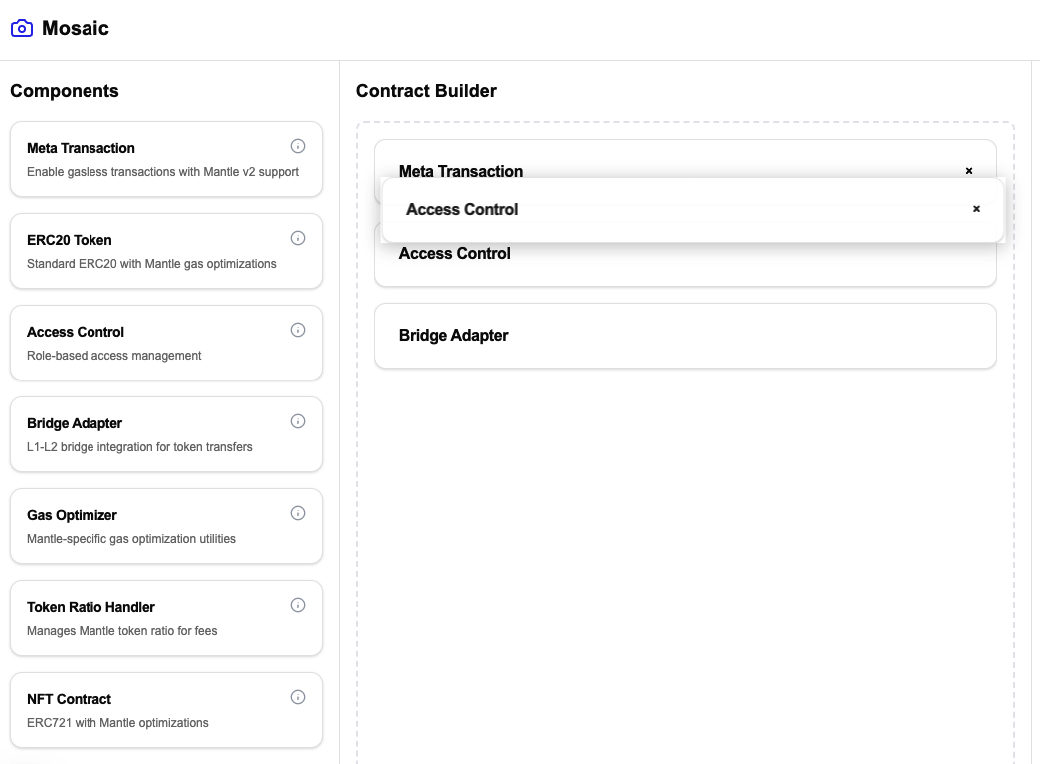 Mosaic
Components
Meta Transaction
Enable gasless transactions with Mantle v2 support
ERC20 Token
Standard ERC20 with Mantle gas optimizations
Access Control
Role-based access management
Bridge Adapter
L1-L2 bridge integration for token transfers
Gas Optimizer
Mantle-specific gas optimization utilities
Token Ratio Handler
Manages Mantle token ratio for fees
NFT Contract
ERC721 with Mantle optimizations
Contract Builder
Meta Transaction ×
Access Control ×
Access Control
Bridge Adapter